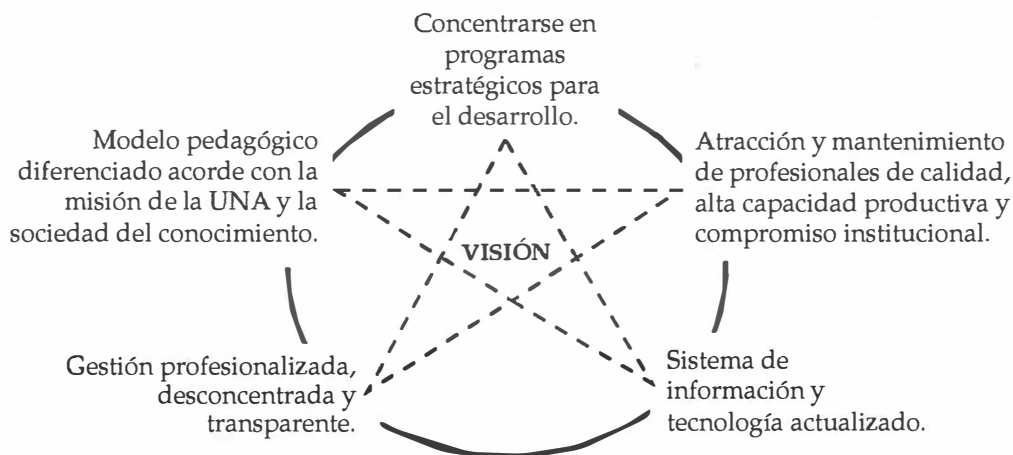 Concentrarse en
programas
estratégicos para
el desarrollo.
Modelo pedagógico
diferenciado acorde con la
misión de la UNA y la
sociedad del conocimiento.
Atracción y mantenimiento
de profesionales de calidad,
alta capacidad productiva y
compromiso institucional.
VISIÓN
Gestión profesionalizada,
desconcentrada y
transparente.
Sistema de
información y
tecnología actualizado.